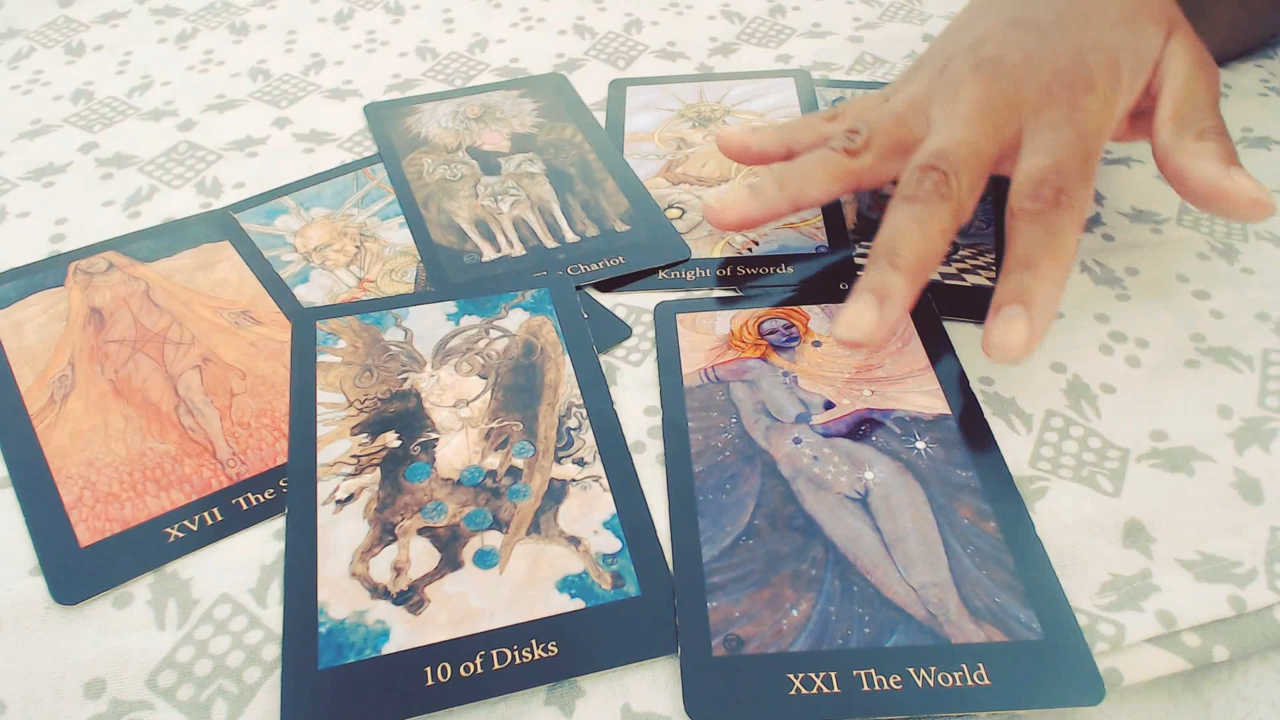 Chariot
Knight of Swords
XVII The
10 of Disks
XXI The World